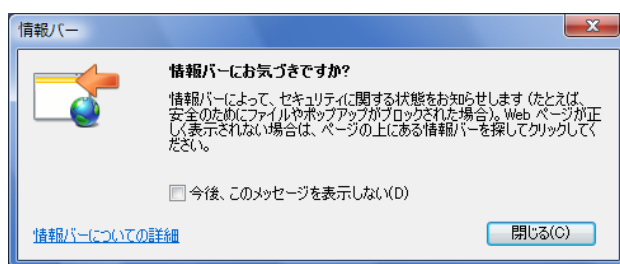 情報バー
情報バーにお気づきですか?
情報バーによって、セキュリティに関する状態をお知らせします (たとえば、
安全のためにファイルやポップアップがブロックされた場合)。Web ページが正
しく表示されない場合は、ページの上にある情報バーを探してクリックしてく
ださい。
今後、このメッセージを表示しない(D)
情報バーについての詳細
閉じる(C)